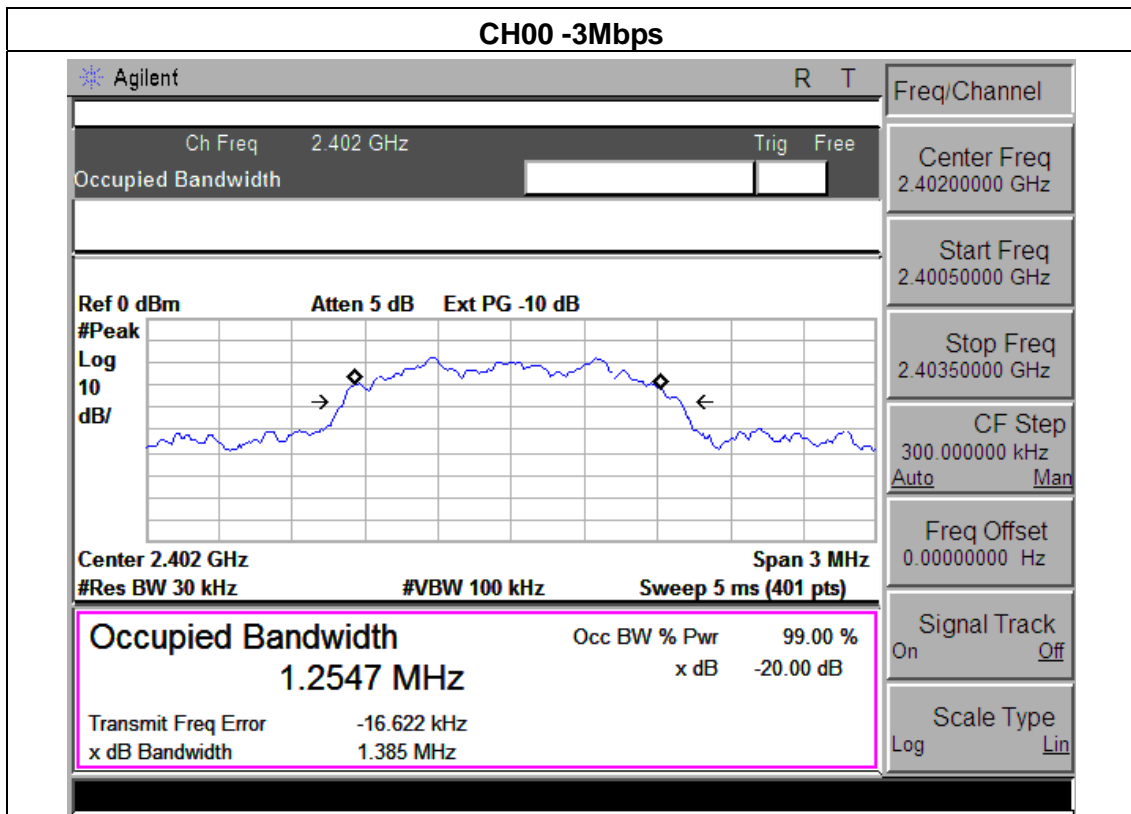 CH00 -3Mbps
Agilent R T
Ch Freq 2.402 GHz Trig Free
Occupied Bandwidth
Ref 0 dBm Atten 5 dB Ext PG -10 dB
#Peak
Log
10
dB/
Center 2.402 GHz Span 3 MHz
#Res BW 30 kHz #VBW 100 kHz Sweep 5 ms (401 pts)
Occupied Bandwidth Occ BW % Pwr 99.00 %
1.2547 MHz x dB -20.00 dB
Transmit Freq Error -16.622 kHz
x dB Bandwidth 1.385 MHz
Freq/Channel
Center Freq
2.40200000 GHz
Start Freq
2.40050000 GHz
Stop Freq
2.40350000 GHz
CF Step
300.000000 kHz
Auto Man
Freq Offset
0.00000000 Hz
Signal Track
On Off
Scale Type
Log Lin